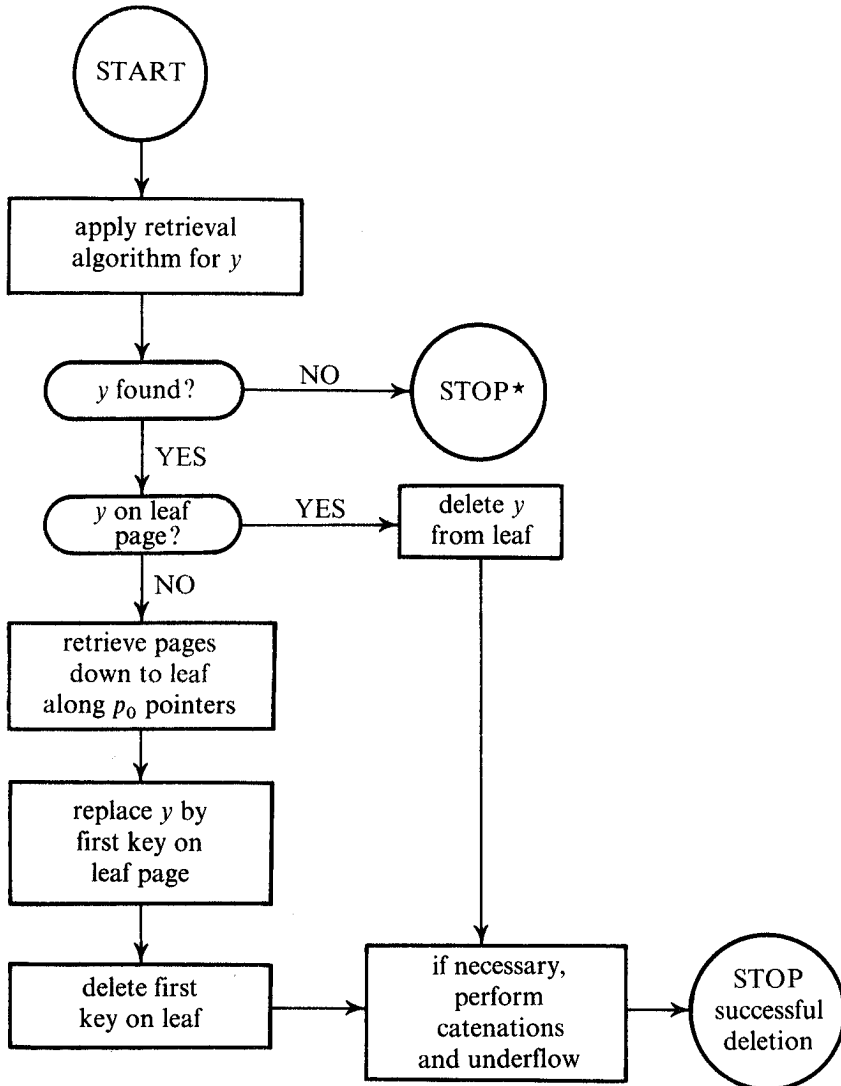 START
apply retrieval
algorithm for y
y found?
NO
STOP*
YES
y on leaf
page?
YES
delete y
from leaf
NO
retrieve pages
down to leaf
along p₀ pointers
replace y by
first key on
leaf page
delete first
key on leaf
if necessary,
perform
catenations
and underflow
STOP
successful
deletion